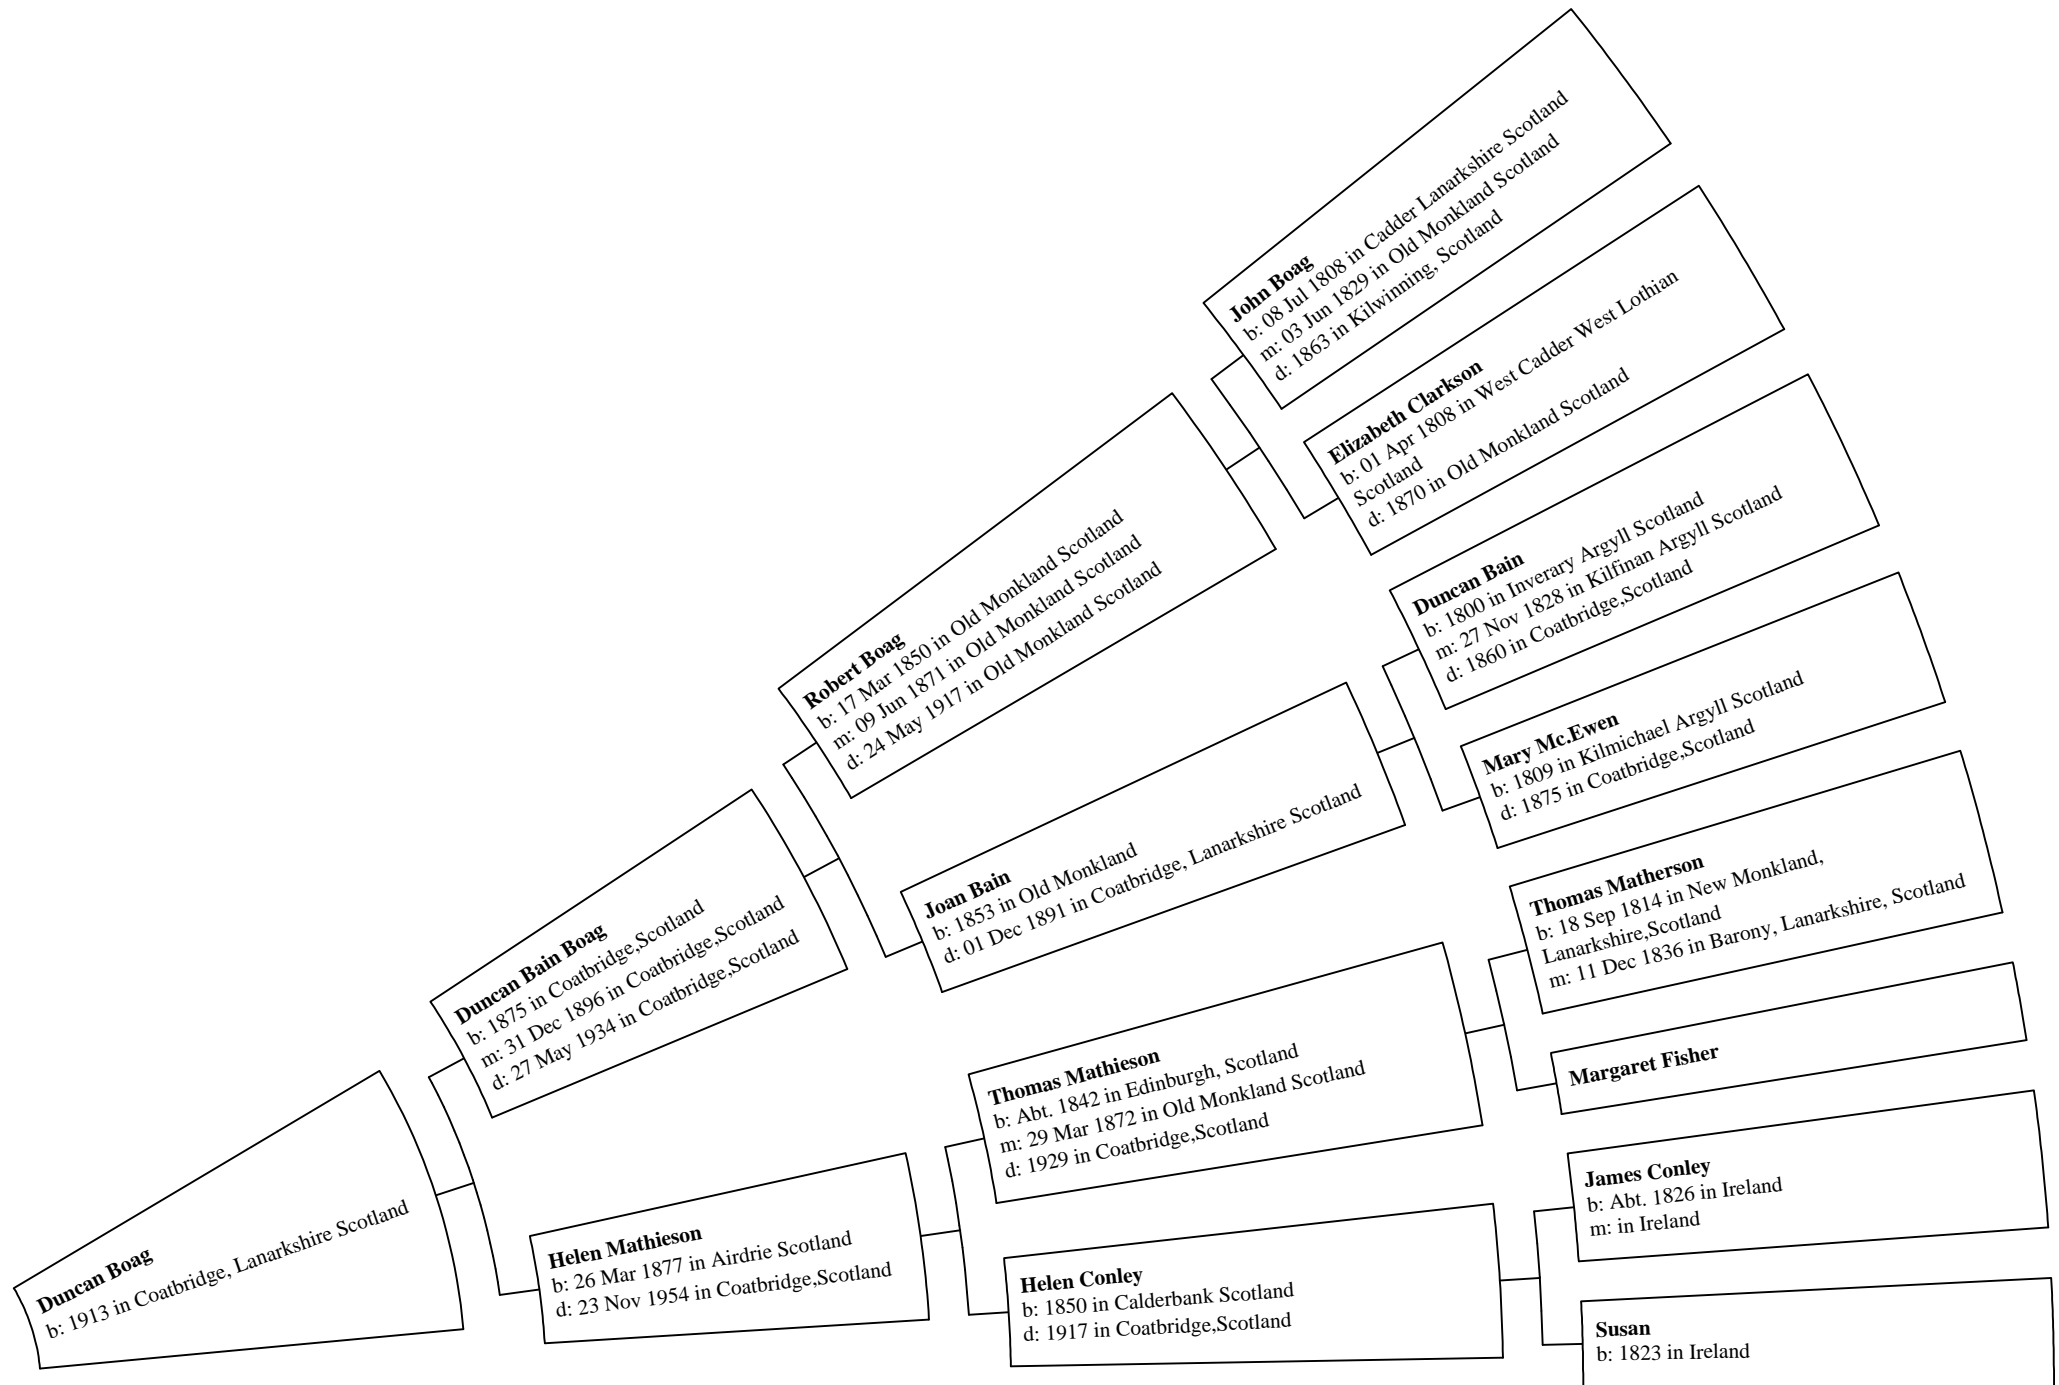 John Boag
b: 08 Jul 1808 in Cadder Lanarkshire Scotland
m: 03 Jun 1829 in Old Monkland Scotland
d: 1863 in Kilwinning, Scotland
Elizabeth Clarkson
b: 01 Apr 1808 in West Cadder West Lothian
Scotland
d: 1870 in Old Monkland Scotland
Robert Boag
b: 17 Mar 1850 in Old Monkland Scotland
m: 09 Jun 1871 in Old Monkland Scotland
d: 24 May 1917 in Old Monkland Scotland
Duncan Bain
b: 1800 in Inverary Argyll Scotland
m: 27 Nov 1828 in Kilfinan Argyll Scotland
d: 1860 in Coatbridge,Scotland
Mary Mc.Ewen
b: 1809 in Kilmichael Argyll Scotland
d: 1875 in Coatbridge,Scotland
Joan Bain
b: 1853 in Old Monkland
d: 01 Dec 1891 in Coatbridge, Lanarkshire Scotland
Duncan Bain Boag
b: 1875 in Coatbridge,Scotland
m: 31 Dec 1896 in Coatbridge,Scotland
d: 27 May 1934 in Coatbridge,Scotland
Thomas Matherson
b: 18 Sep 1814 in New Monkland,
Lanarkshire,Scotland
m: 11 Dec 1836 in Barony, Lanarkshire, Scotland
Margaret Fisher
Thomas Mathieson
b: Abt. 1842 in Edinburgh, Scotland
m: 29 Mar 1872 in Old Monkland Scotland
d: 1929 in Coatbridge,Scotland
James Conley
b: Abt. 1826 in Ireland
m: in Ireland
Duncan Boag
b: 1913 in Coatbridge, Lanarkshire Scotland
Helen Mathieson
b: 26 Mar 1877 in Airdrie Scotland
d: 23 Nov 1954 in Coatbridge,Scotland
Helen Conley
b: 1850 in Calderbank Scotland
d: 1917 in Coatbridge,Scotland
Susan
b: 1823 in Ireland